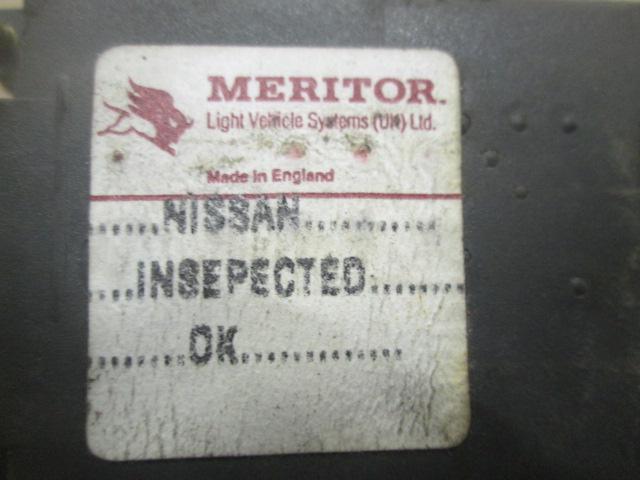 MERITOR.
Light Vehicle Systems (UK) Ltd.
Made in England
......NISSAN...........
....INSEPECTED........
.........OK..............